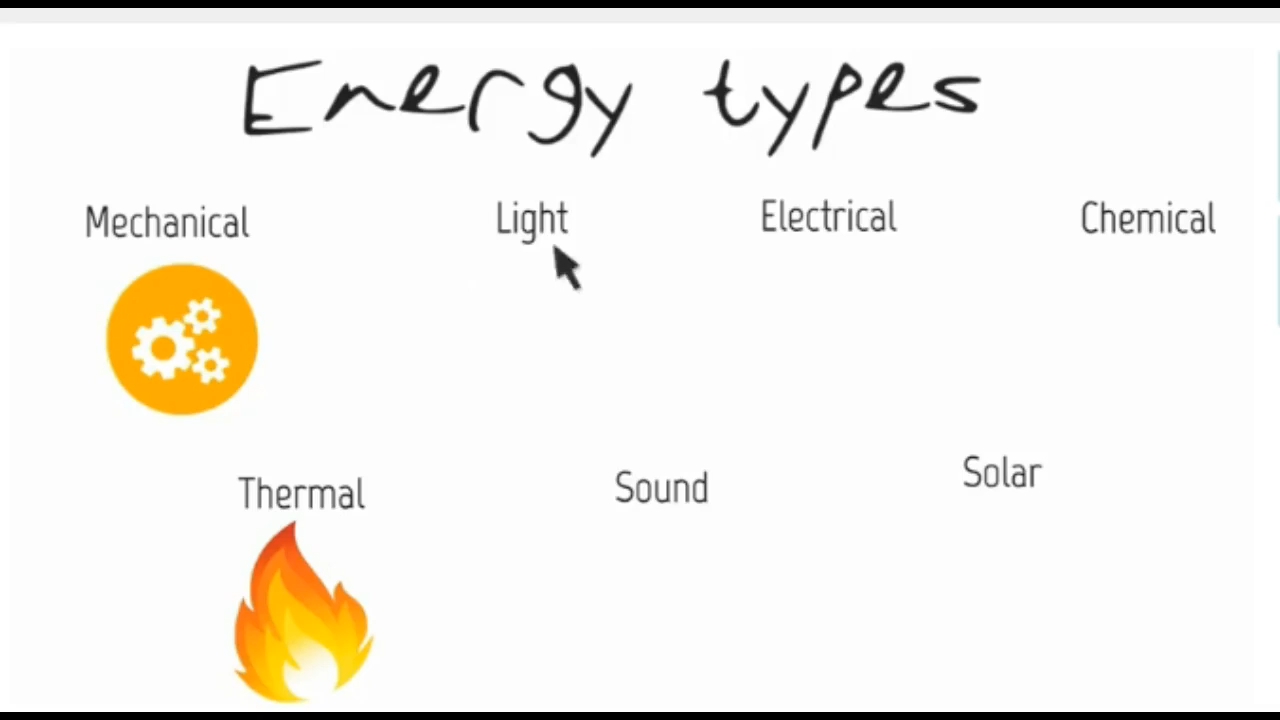 Energy types
Mechanical Light Electrical Chemical
Thermal Sound Solar